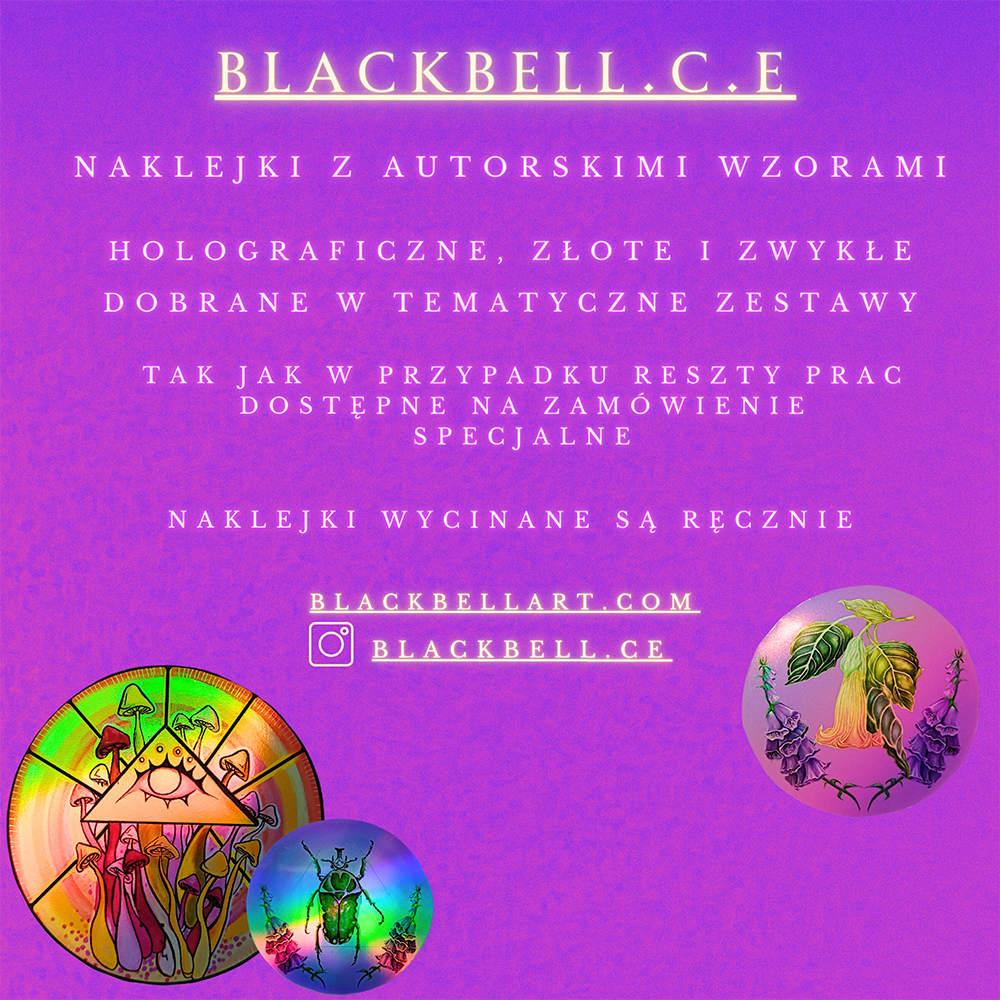 BLACKBELL.C.E
NAKLEJKI Z AUTORSKIMI WZORAMI
HOLOGRAFICZNE, ZŁOTE I ZWYKŁE
DOBRANE W TEMATYCZNE ZESTAWY
TAK JAK W PRZYPADKU RESZTY PRAC
DOSTĘPNE NA ZAMÓWIENIE
SPECJALNE
NAKLEJKI WYCINANE SĄ RĘCZNIE
BLACKBELLART.COM
BLACKBELL.CE